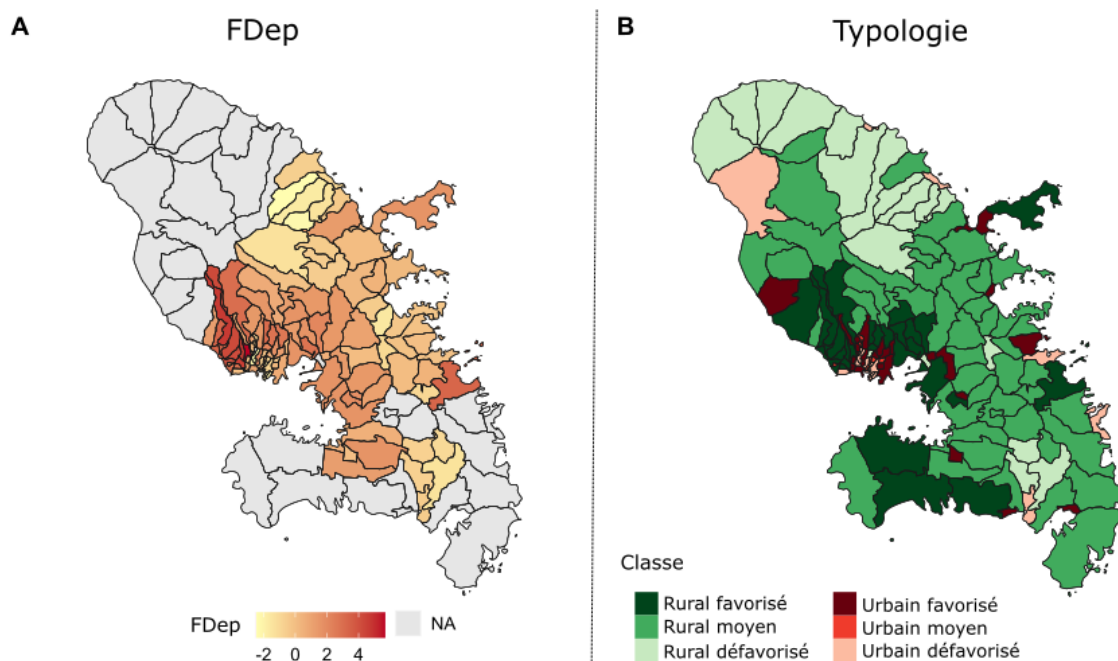 A
FDep
B
Typologie
FDep
-2
0
2
4
NA
Classe
Rural favorisé
Rural moyen
Rural défavorisé
Urbain favorisé
Urbain moyen
Urbain défavorisé